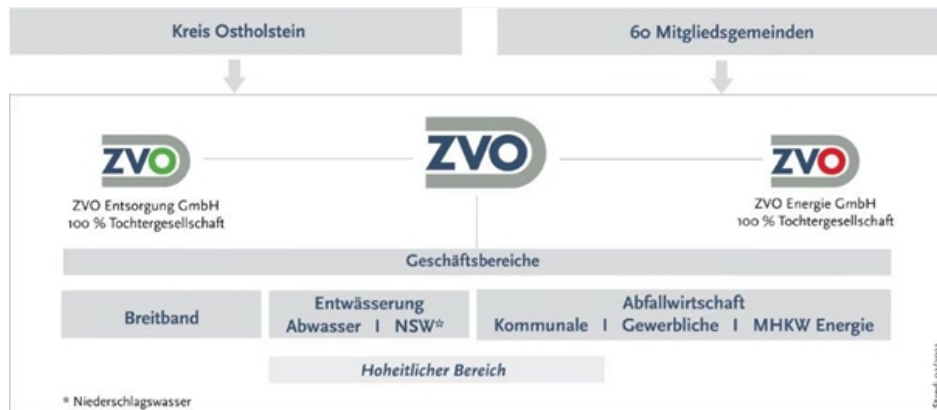 Kreis Ostholstein
60 Mitgliedsgemeinden
ZVO
ZVO
ZVO
ZVO Entsorgung GmbH
100 % Tochtergesellschaft
ZVO Energie GmbH
100 % Tochtergesellschaft
Geschäftsbereiche
Breitband
Entwässerung
Abwasser I NSW*
Abfallwirtschaft
Kommunale I Gewerbliche I MHKW Energie
Hoheitlicher Bereich
* Niederschlagswasser
Stand: